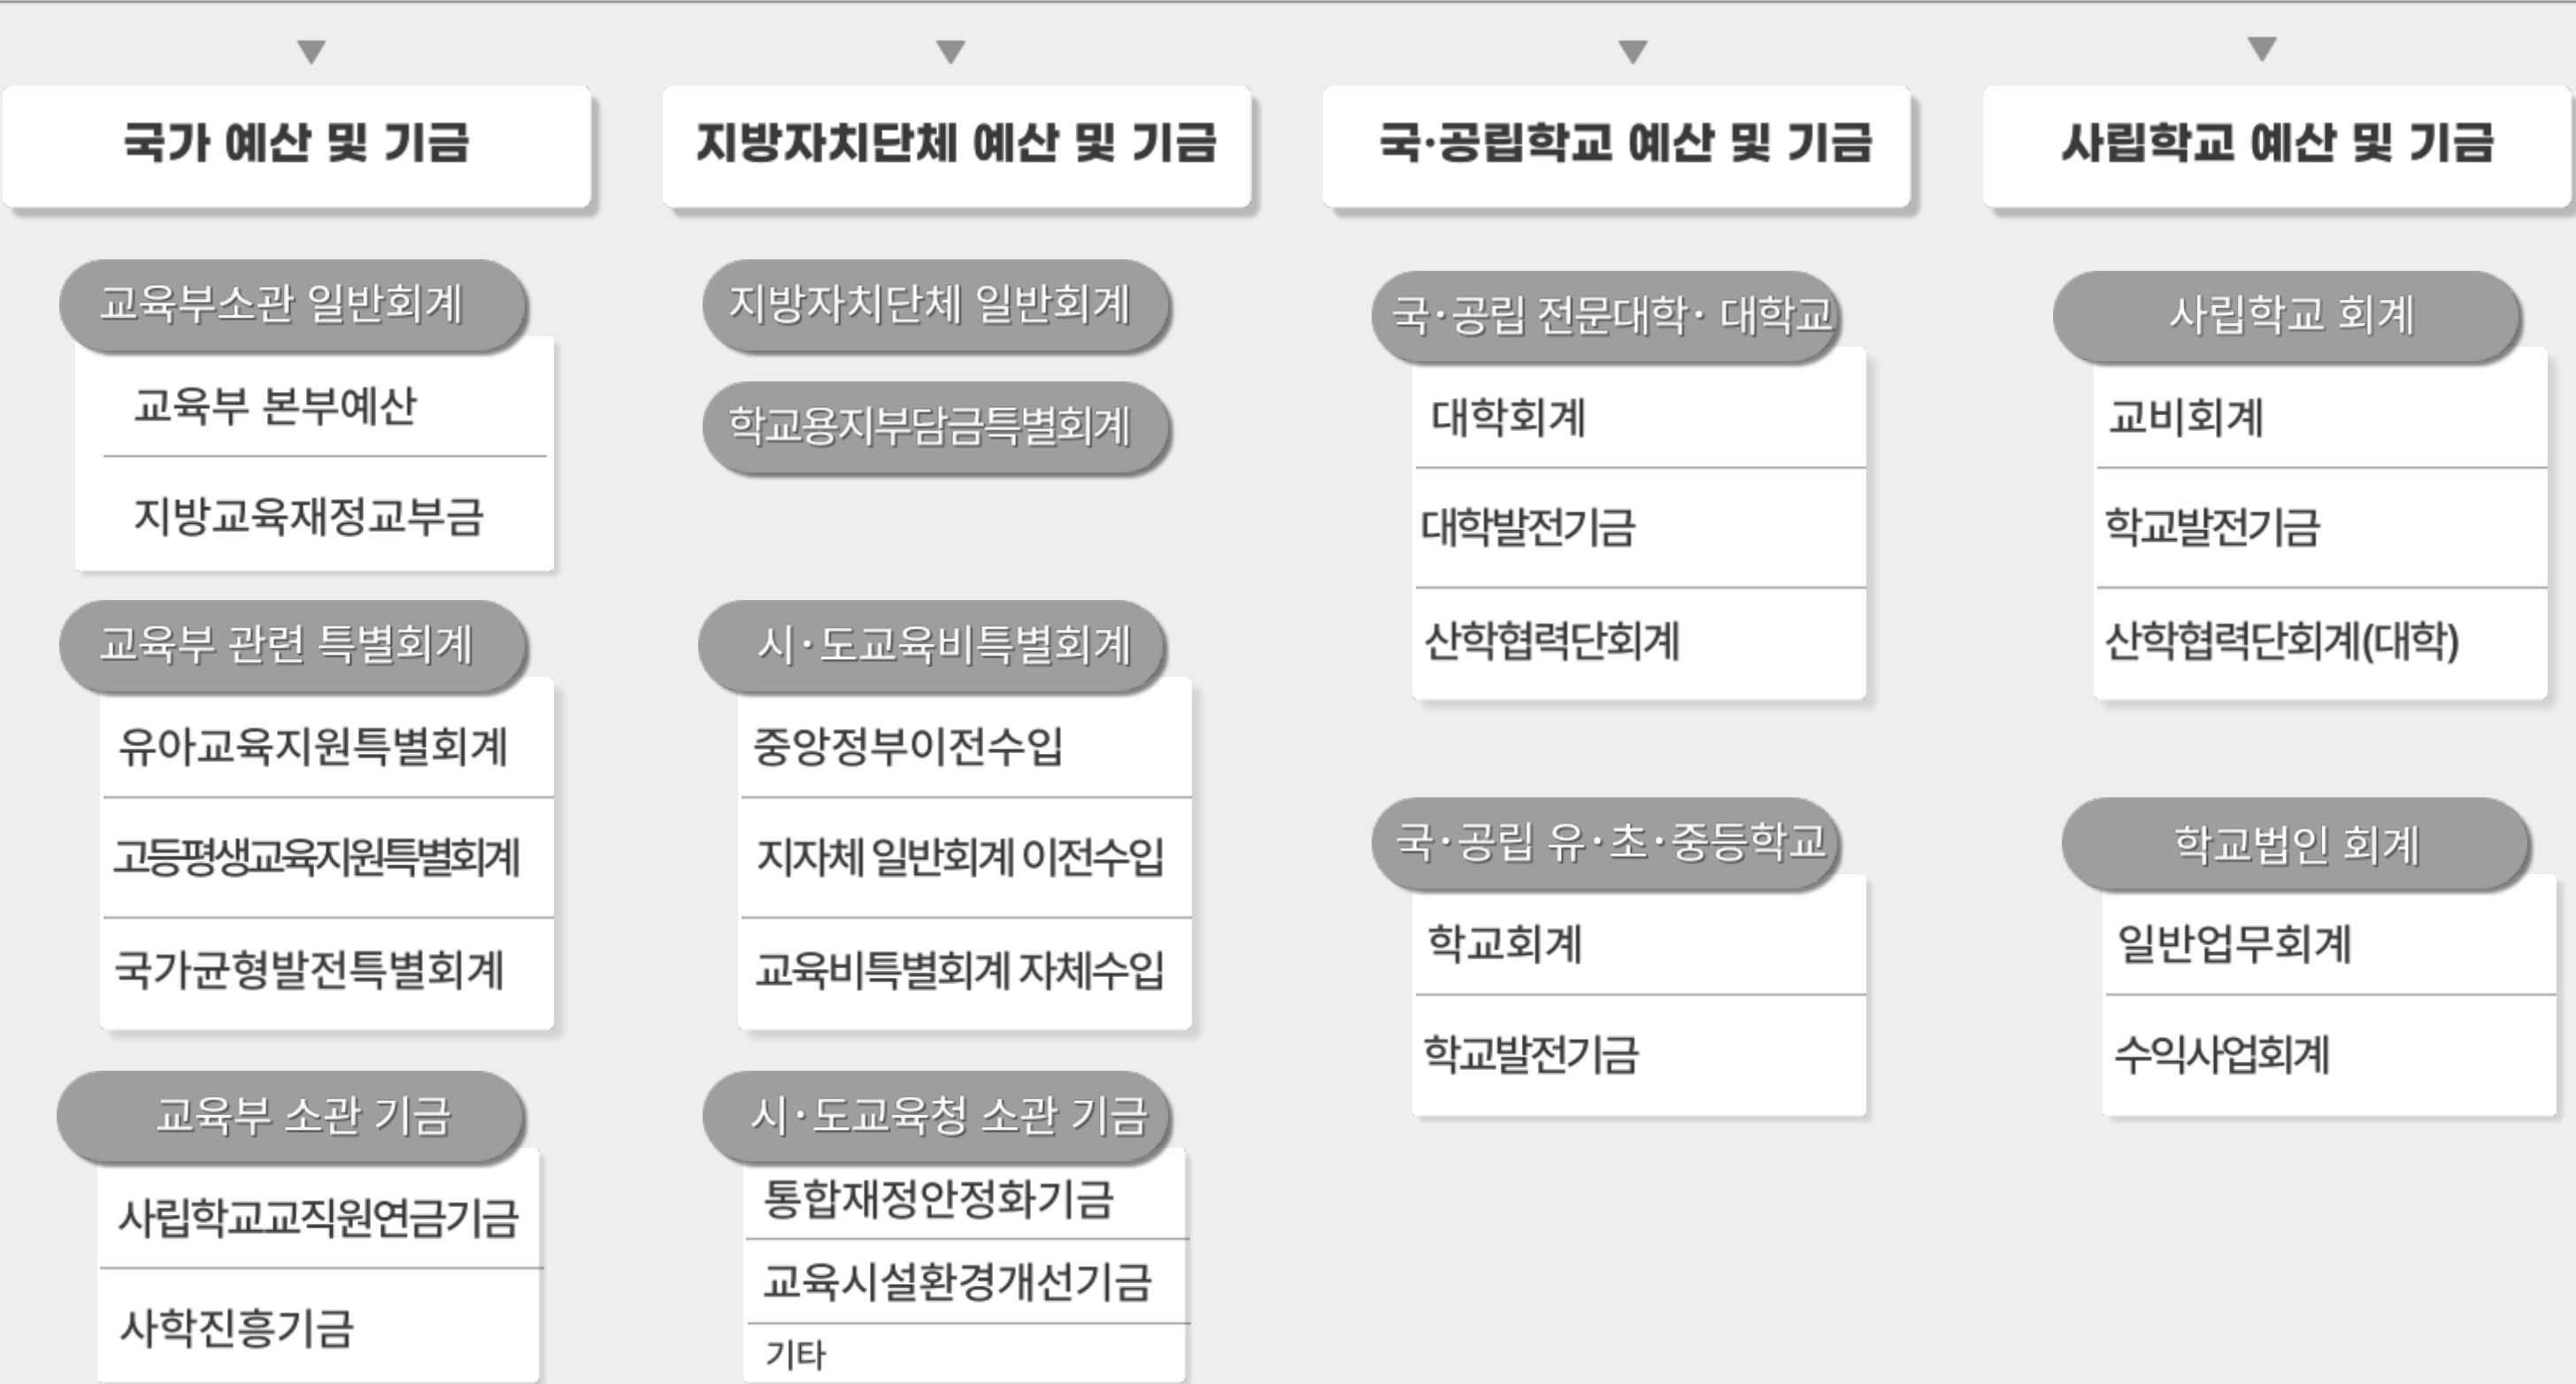 국가 예산 및 기금
교육부소관 일반회계
교육부 본부예산
지방교육재정교부금
교육부 관련 특별회계
유아교육지원특별회계
고등평생교육지원특별회계
국가균형발전특별회계
교육부 소관 기금
사립학교교직원연금기금
사학진흥기금
지방자치단체 예산 및 기금
지방자치단체 일반회계
학교용지부담금특별회계
시·도교육비특별회계
중앙정부이전수입
지자체 일반회계 이전수입
교육비특별회계 자체수입
시·도교육청 소관 기금
통합재정안정화기금
교육시설환경개선기금
기타
국·공립학교 예산 및 기금
국·공립 전문대학· 대학교
대학회계
대학발전기금
산학협력단회계
국·공립 유·초·중등학교
학교회계
학교발전기금
사립학교 예산 및 기금
사립학교 회계
교비회계
학교발전기금
산학협력단회계(대학)
학교법인 회계
일반업무회계
수익사업회계